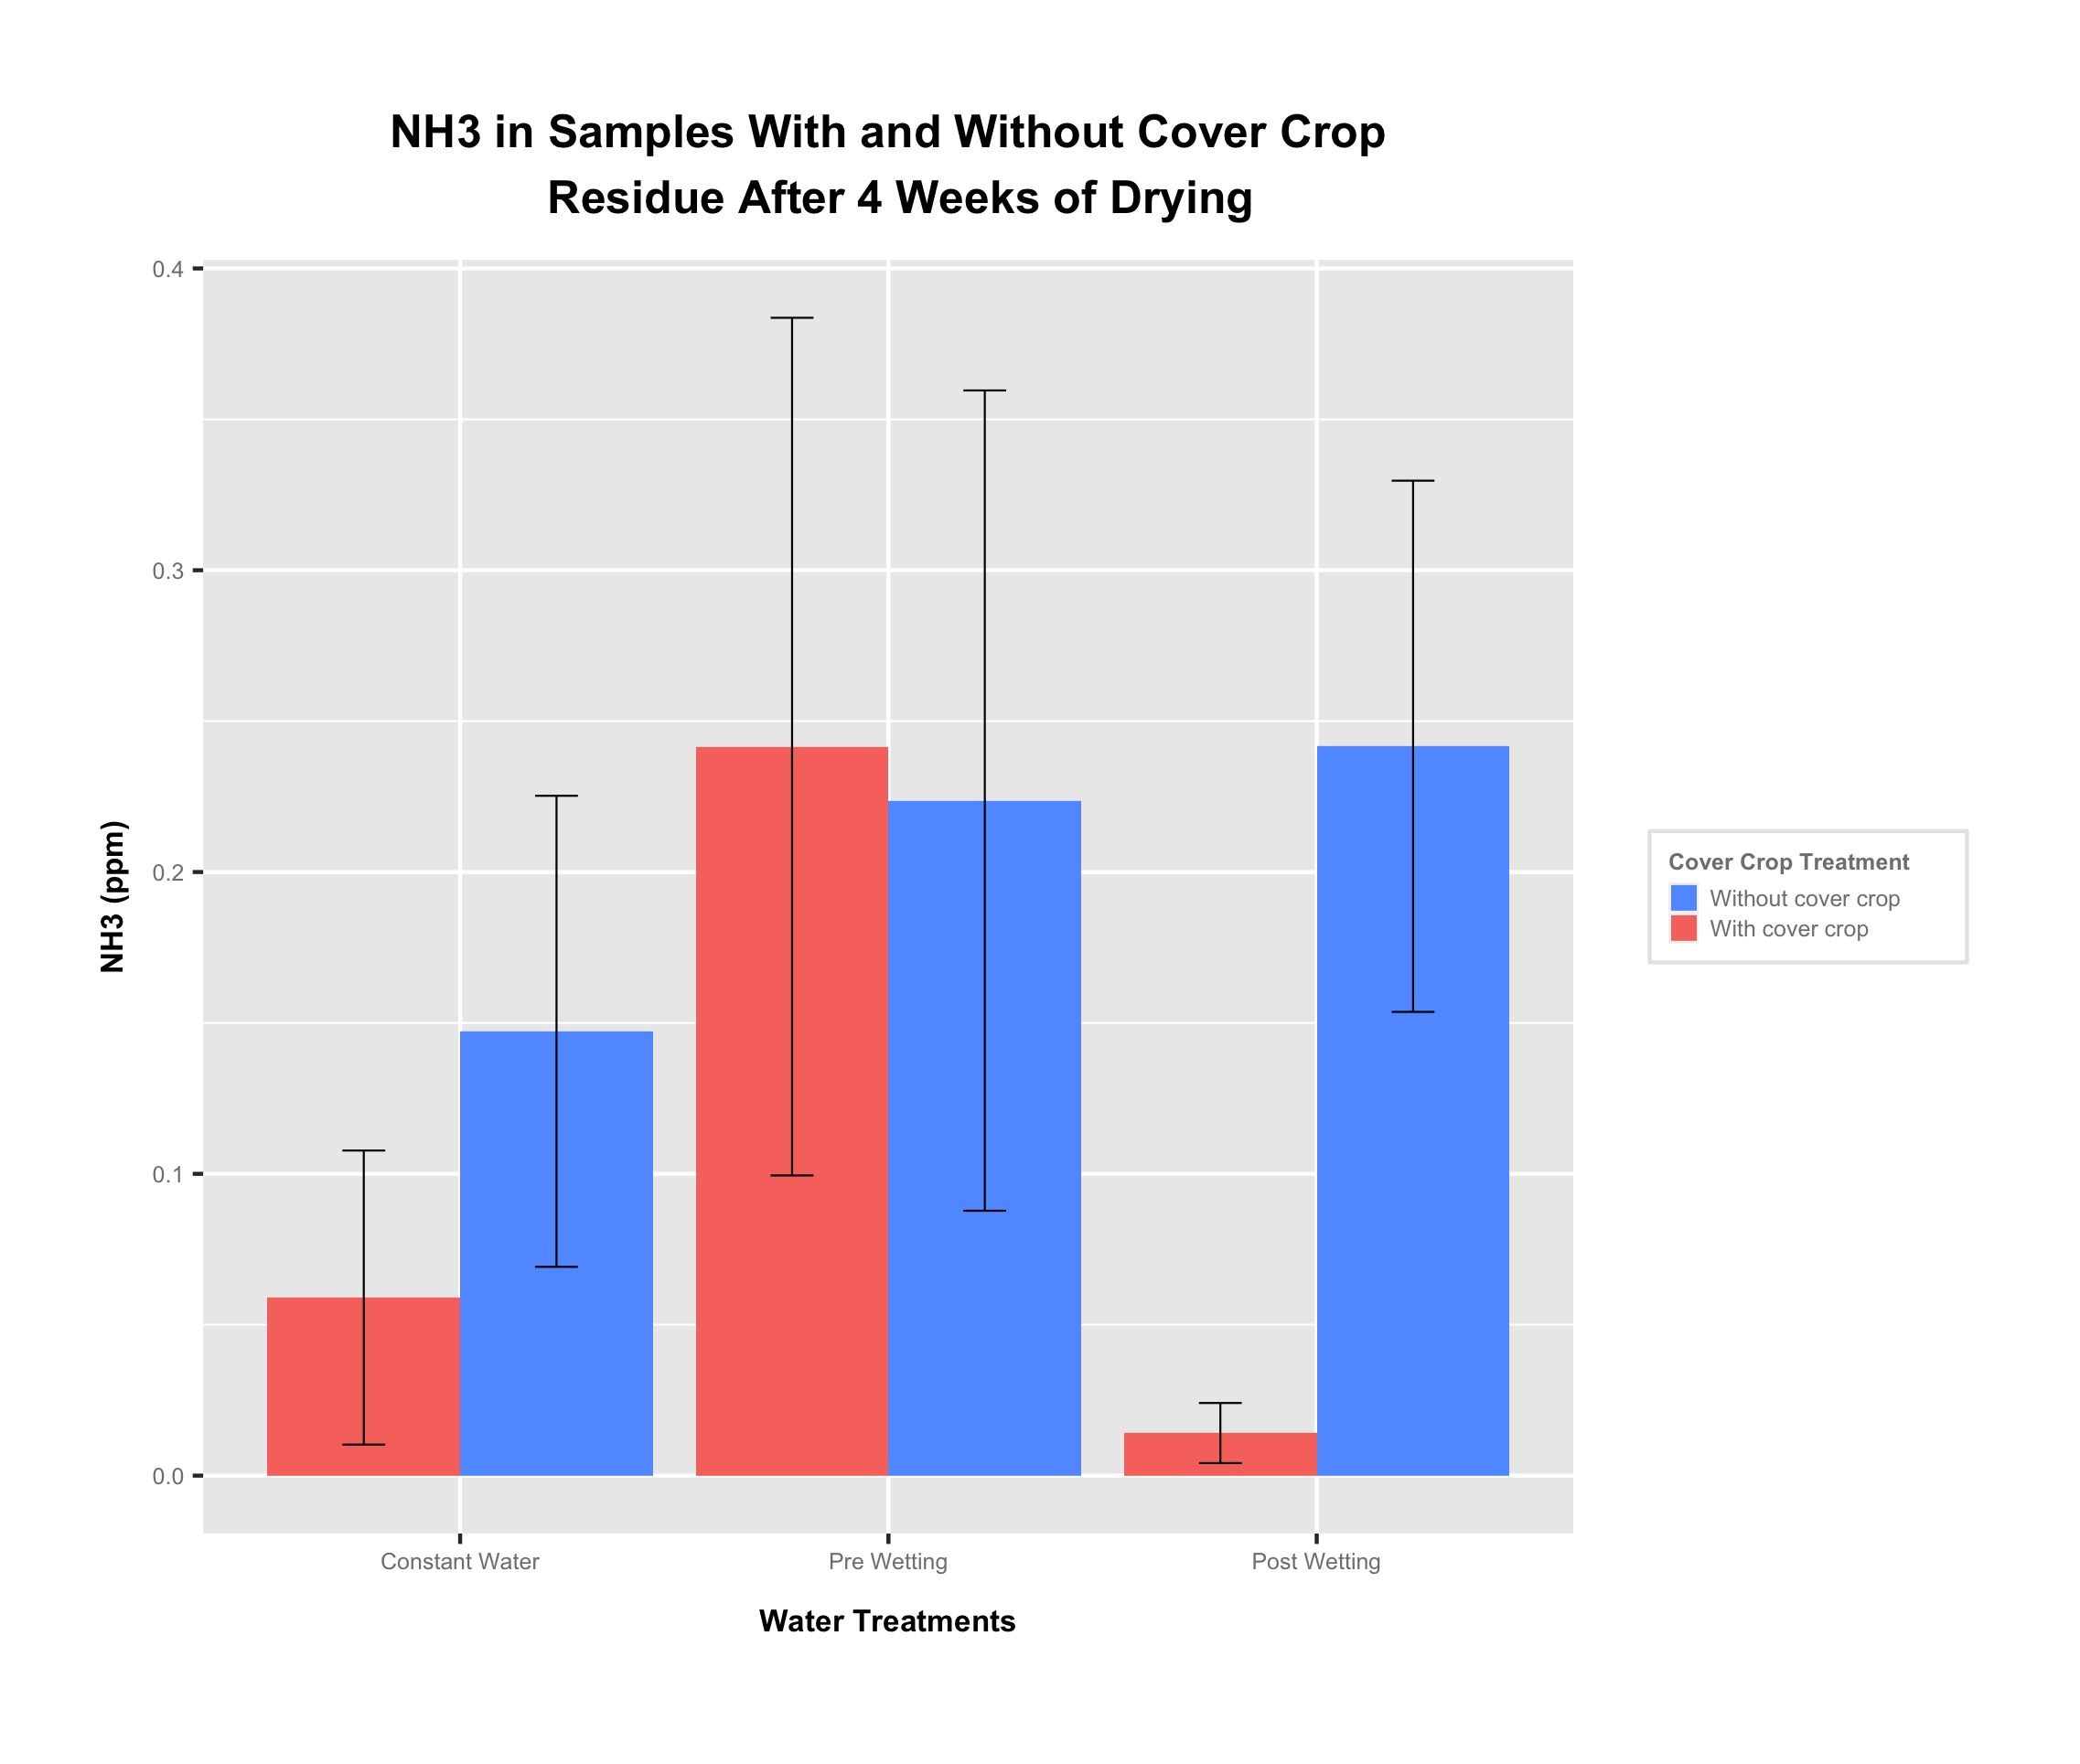 NH3 in Samples With and Without Cover Crop
Residue After 4 Weeks of Drying
NH3 (ppm)
0.4
0.3
0.2
0.1
0.0
Constant Water
Pre Wetting
Post Wetting
Water Treatments
Cover Crop Treatment
Without cover crop
With cover crop